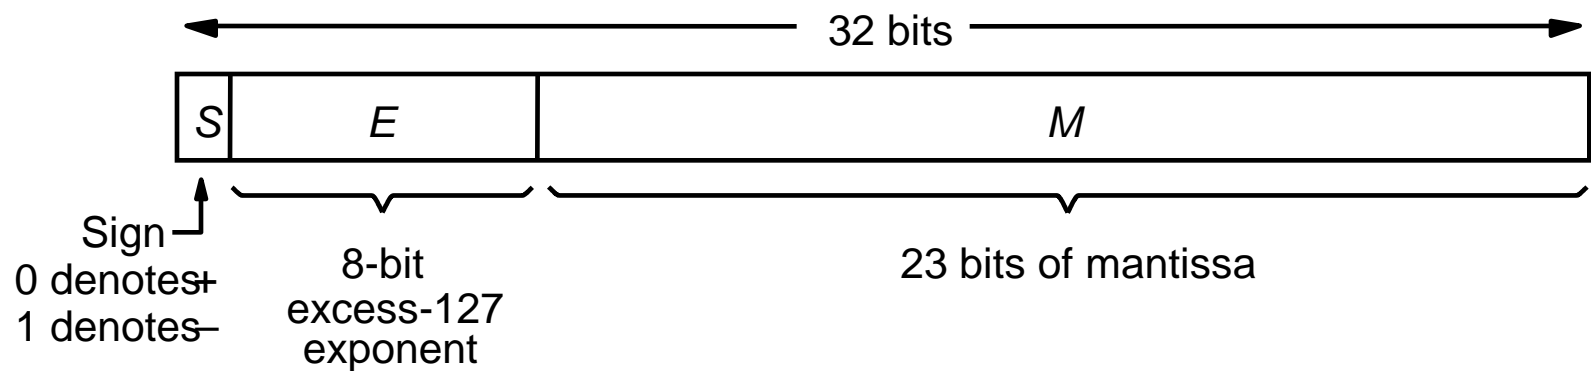 32 bits
S E M
Sign
0 denotes+
1 denotes–
8-bit
excess-127
exponent
23 bits of mantissa